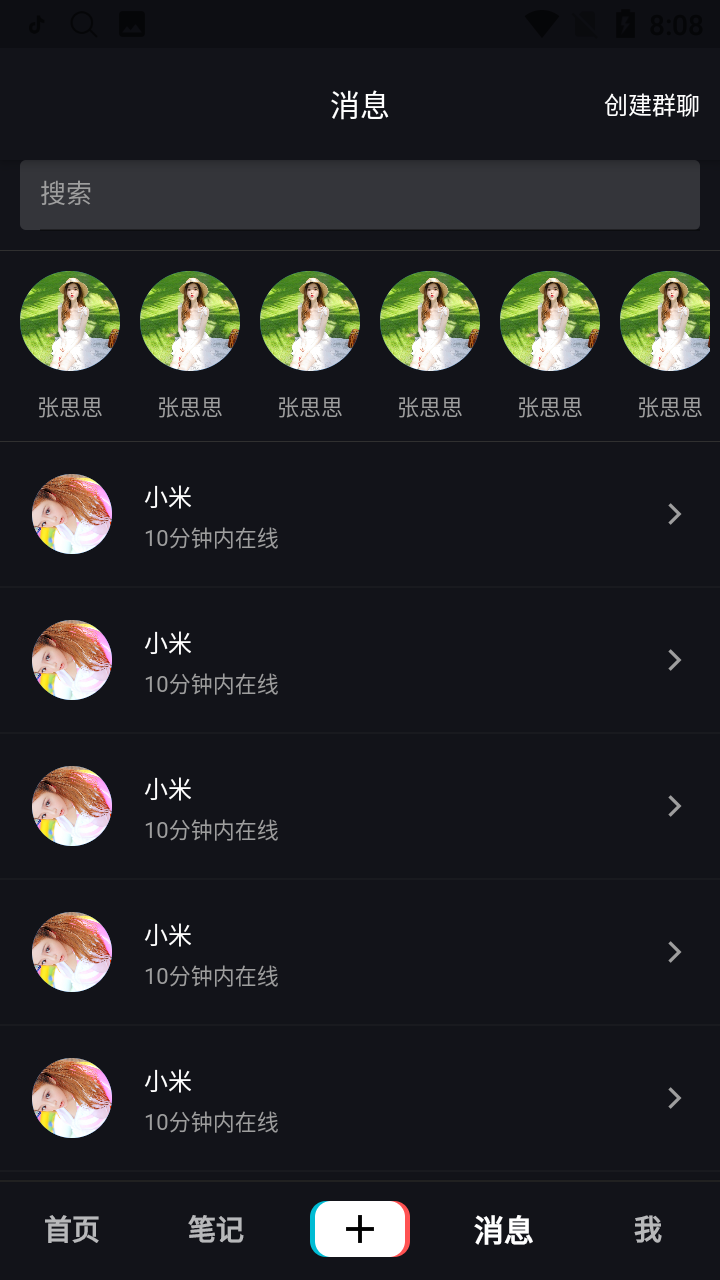 8:08
消息
创建群聊
搜索
张思思 张思思 张思思 张思思 张思思 张思思
小米
10分钟内在线
小米
10分钟内在线
小米
10分钟内在线
小米
10分钟内在线
小米
10分钟内在线
首页 笔记 消息 我